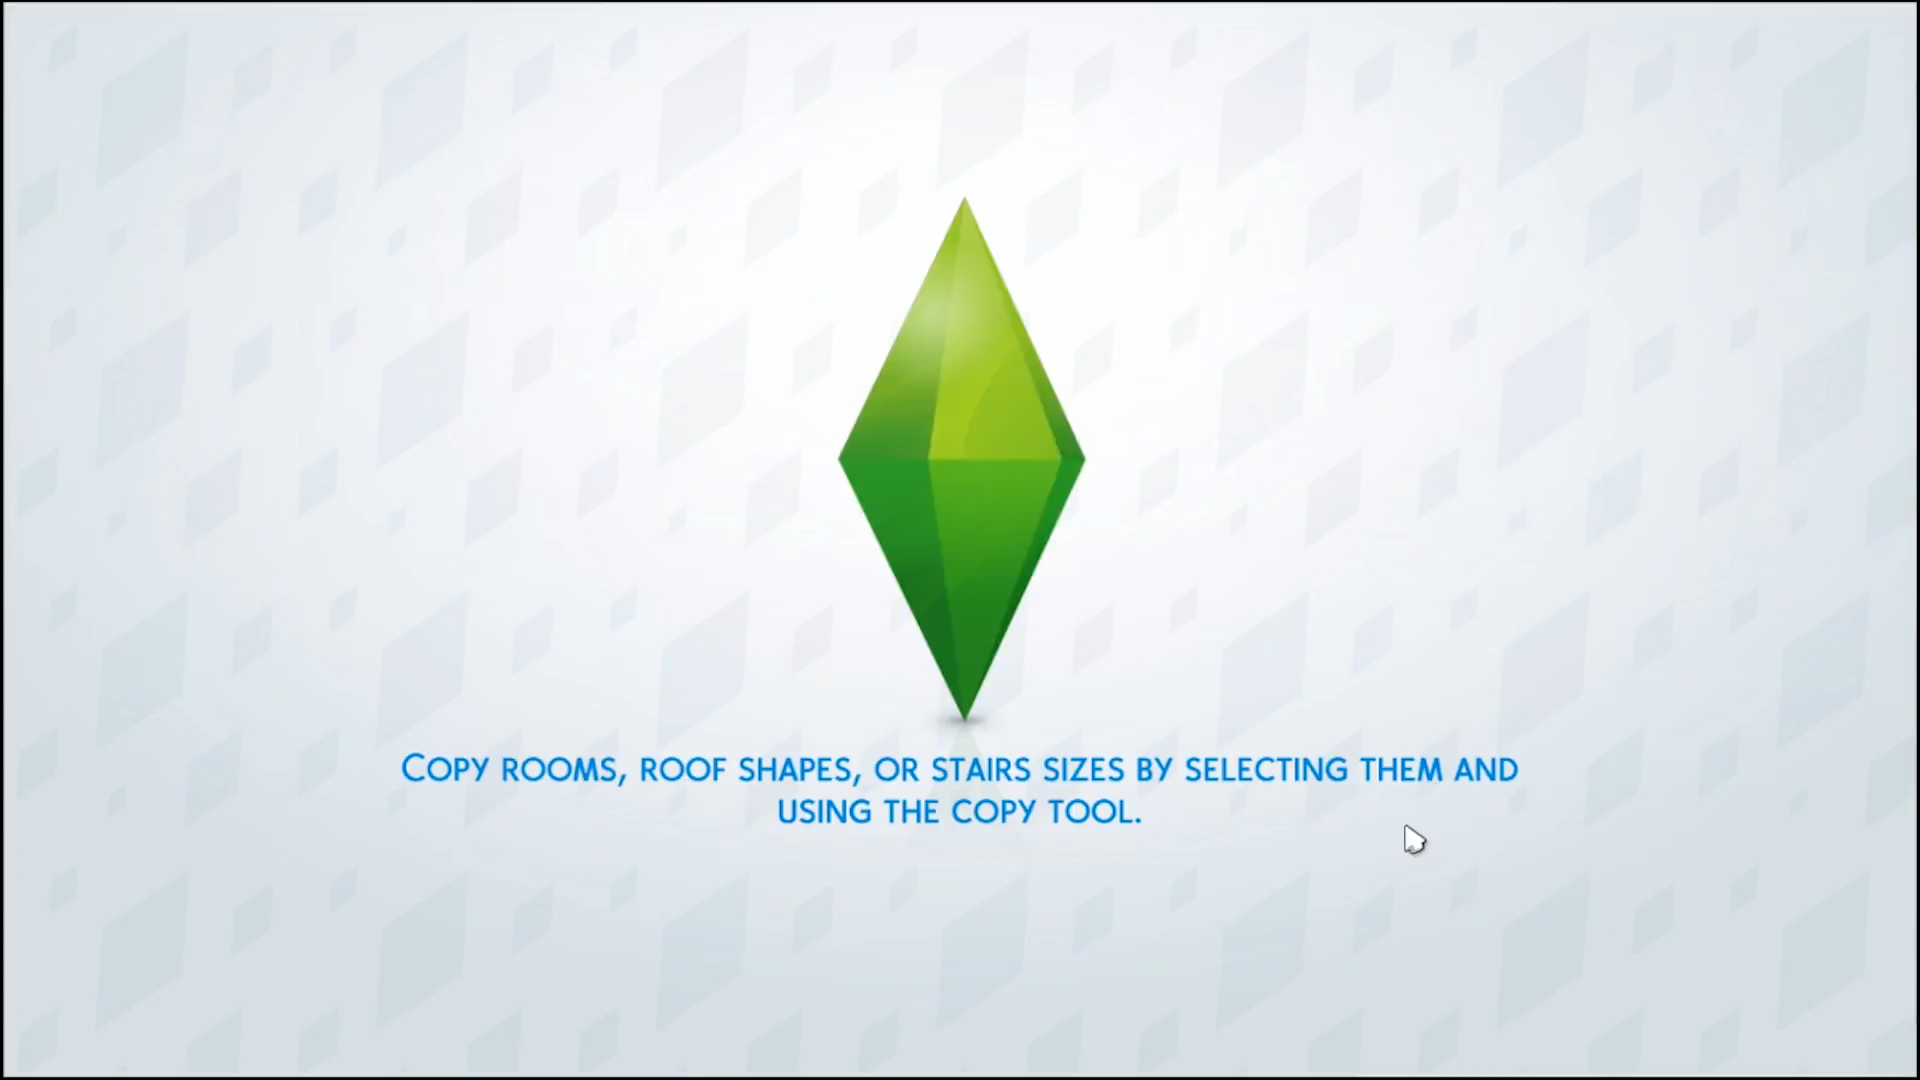 Copy rooms, roof shapes, or stairs sizes by selecting them and
using the copy tool.